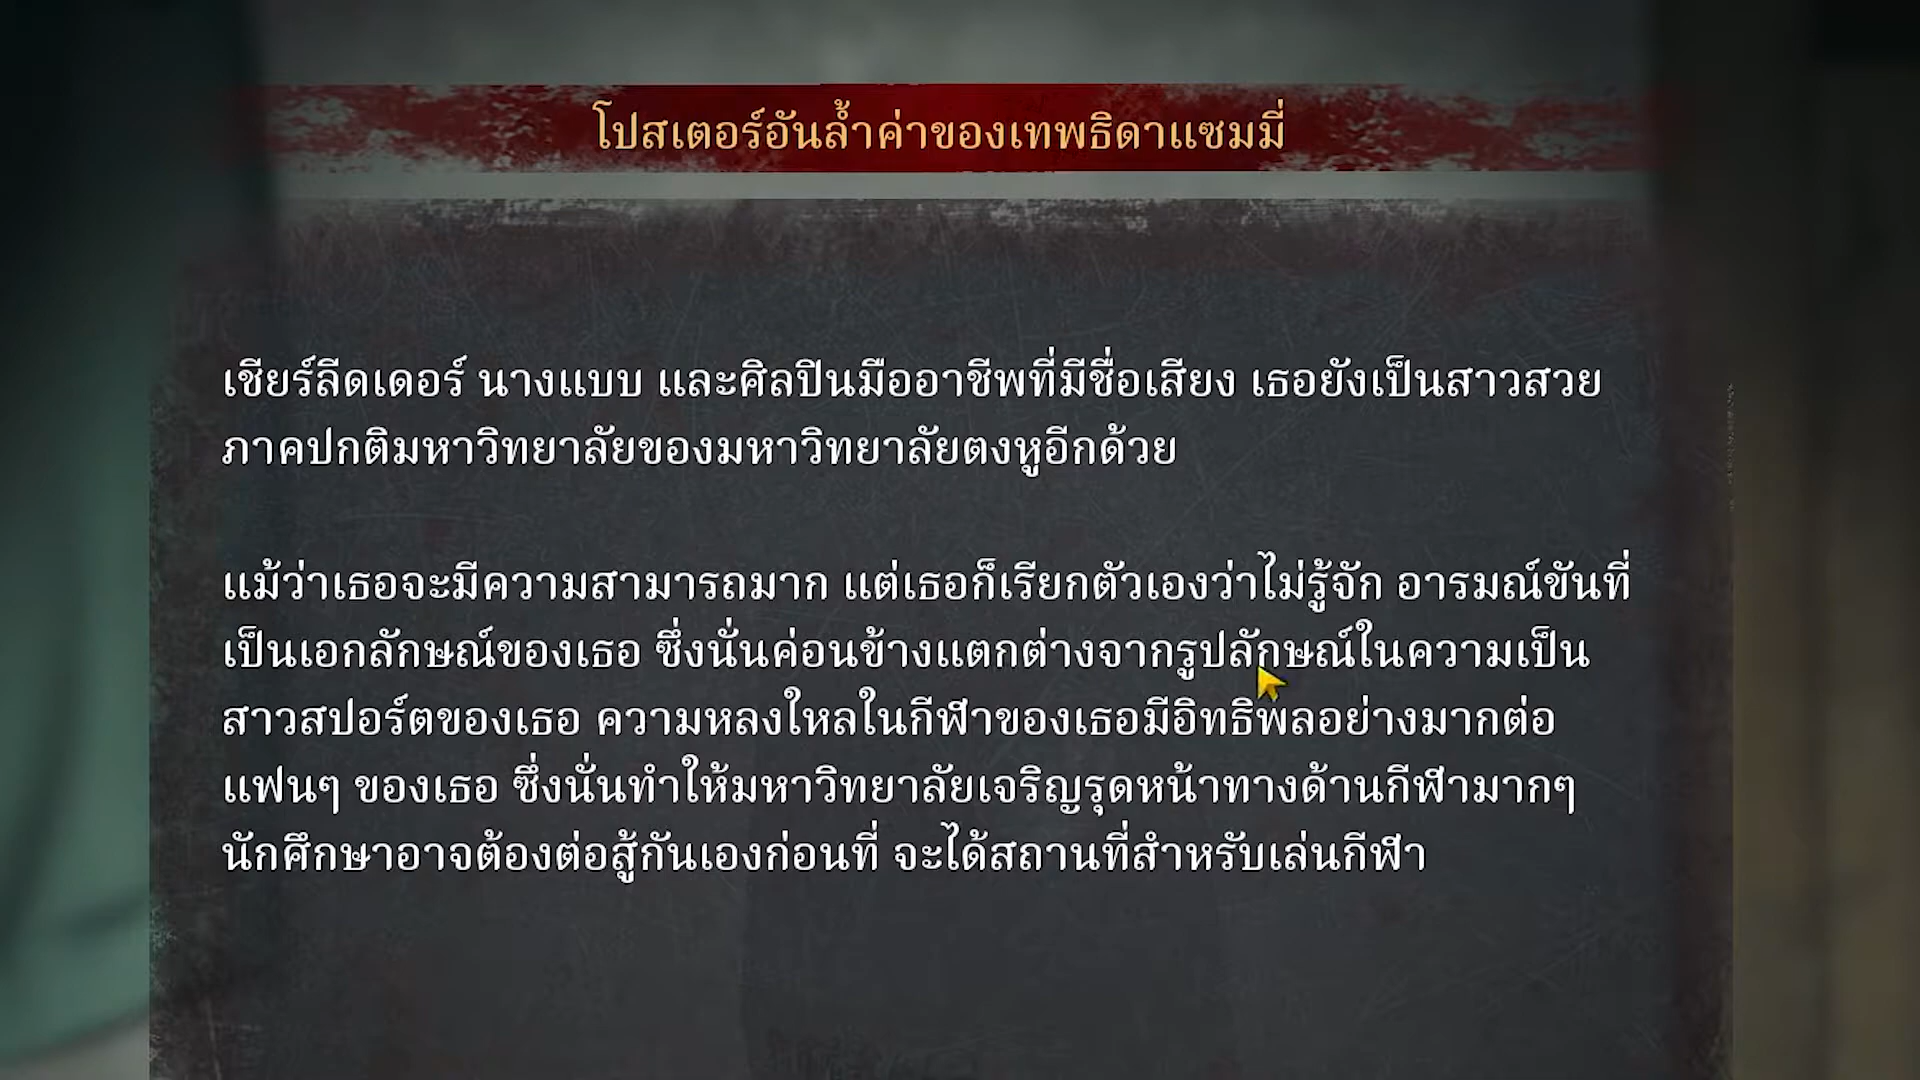 โปสเตอร์อันล้ำค่าของเทพธิดาแซมมี่
เชียร์ลีดเดอร์ นางแบบ และศิลปินมืออาชีพที่มีชื่อเสียง เธอยังเป็นสาวสวย
ภาคปกติมหาวิทยาลัยของมหาวิทยาลัยตงหูอีกด้วย
แม้ว่าเธอจะมีความสามารถมาก แต่เธอก็เรียกตัวเองว่าไม่รู้จัก อารมณ์ขันที่
เป็นเอกลักษณ์ของเธอ ซึ่งนั่นค่อนข้างแตกต่างจากรูปลักษณ์ในความเป็น
สาวสปอร์ตของเธอ ความหลงใหลในกีฬาของเธอมีอิทธิพลอย่างมากต่อ
แฟนๆ ของเธอ ซึ่งนั่นทำให้มหาวิทยาลัยเจริญรุดหน้าทางด้านกีฬามากๆ
นักศึกษาอาจต้องต่อสู้กันเองก่อนที่ จะได้สถานที่สำหรับเล่นกีฬา